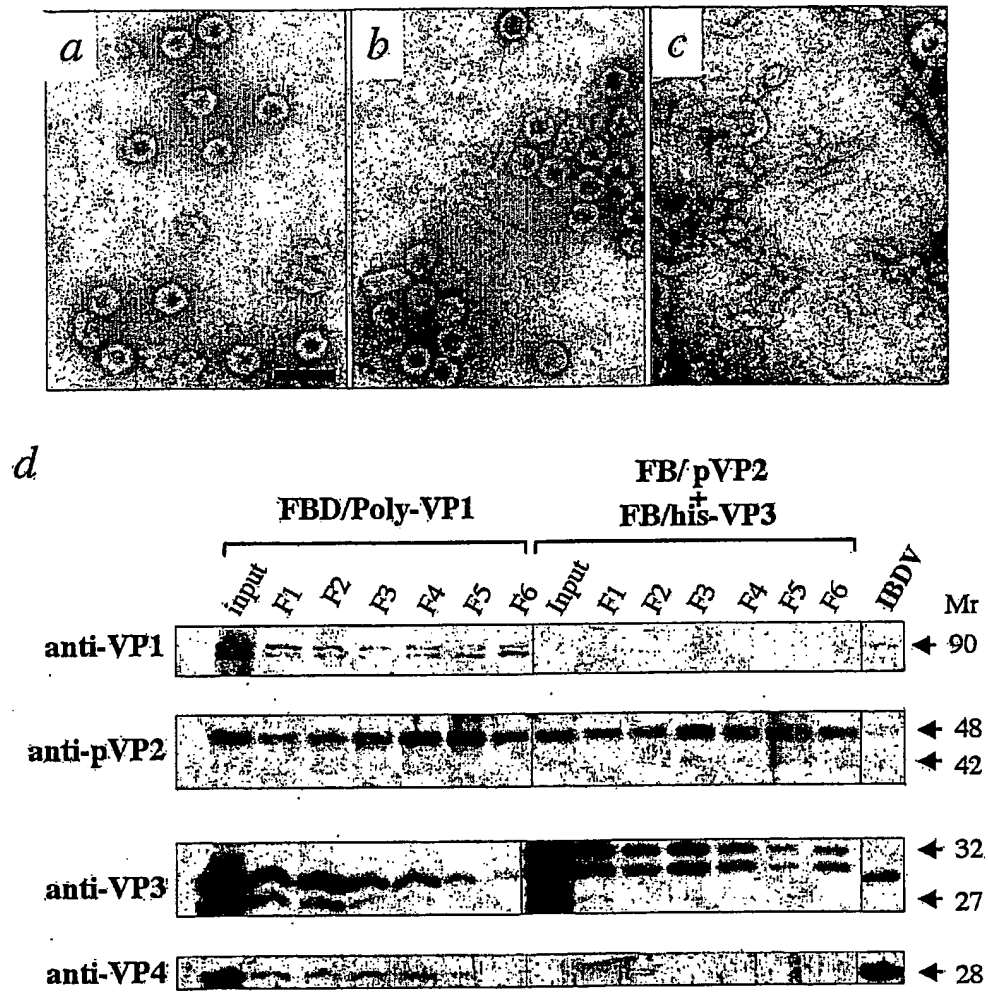 a b c
d
FB/pVP2
+
FBD/Poly-VP1 FB/his-VP3
input F1 F2 F3 F4 F5 F6 Input F1 F2 F3 F4 F5 F6 IBDV Mr
anti-VP1 90
anti-pVP2 48
42
anti-VP3 32
27
anti-VP4 28